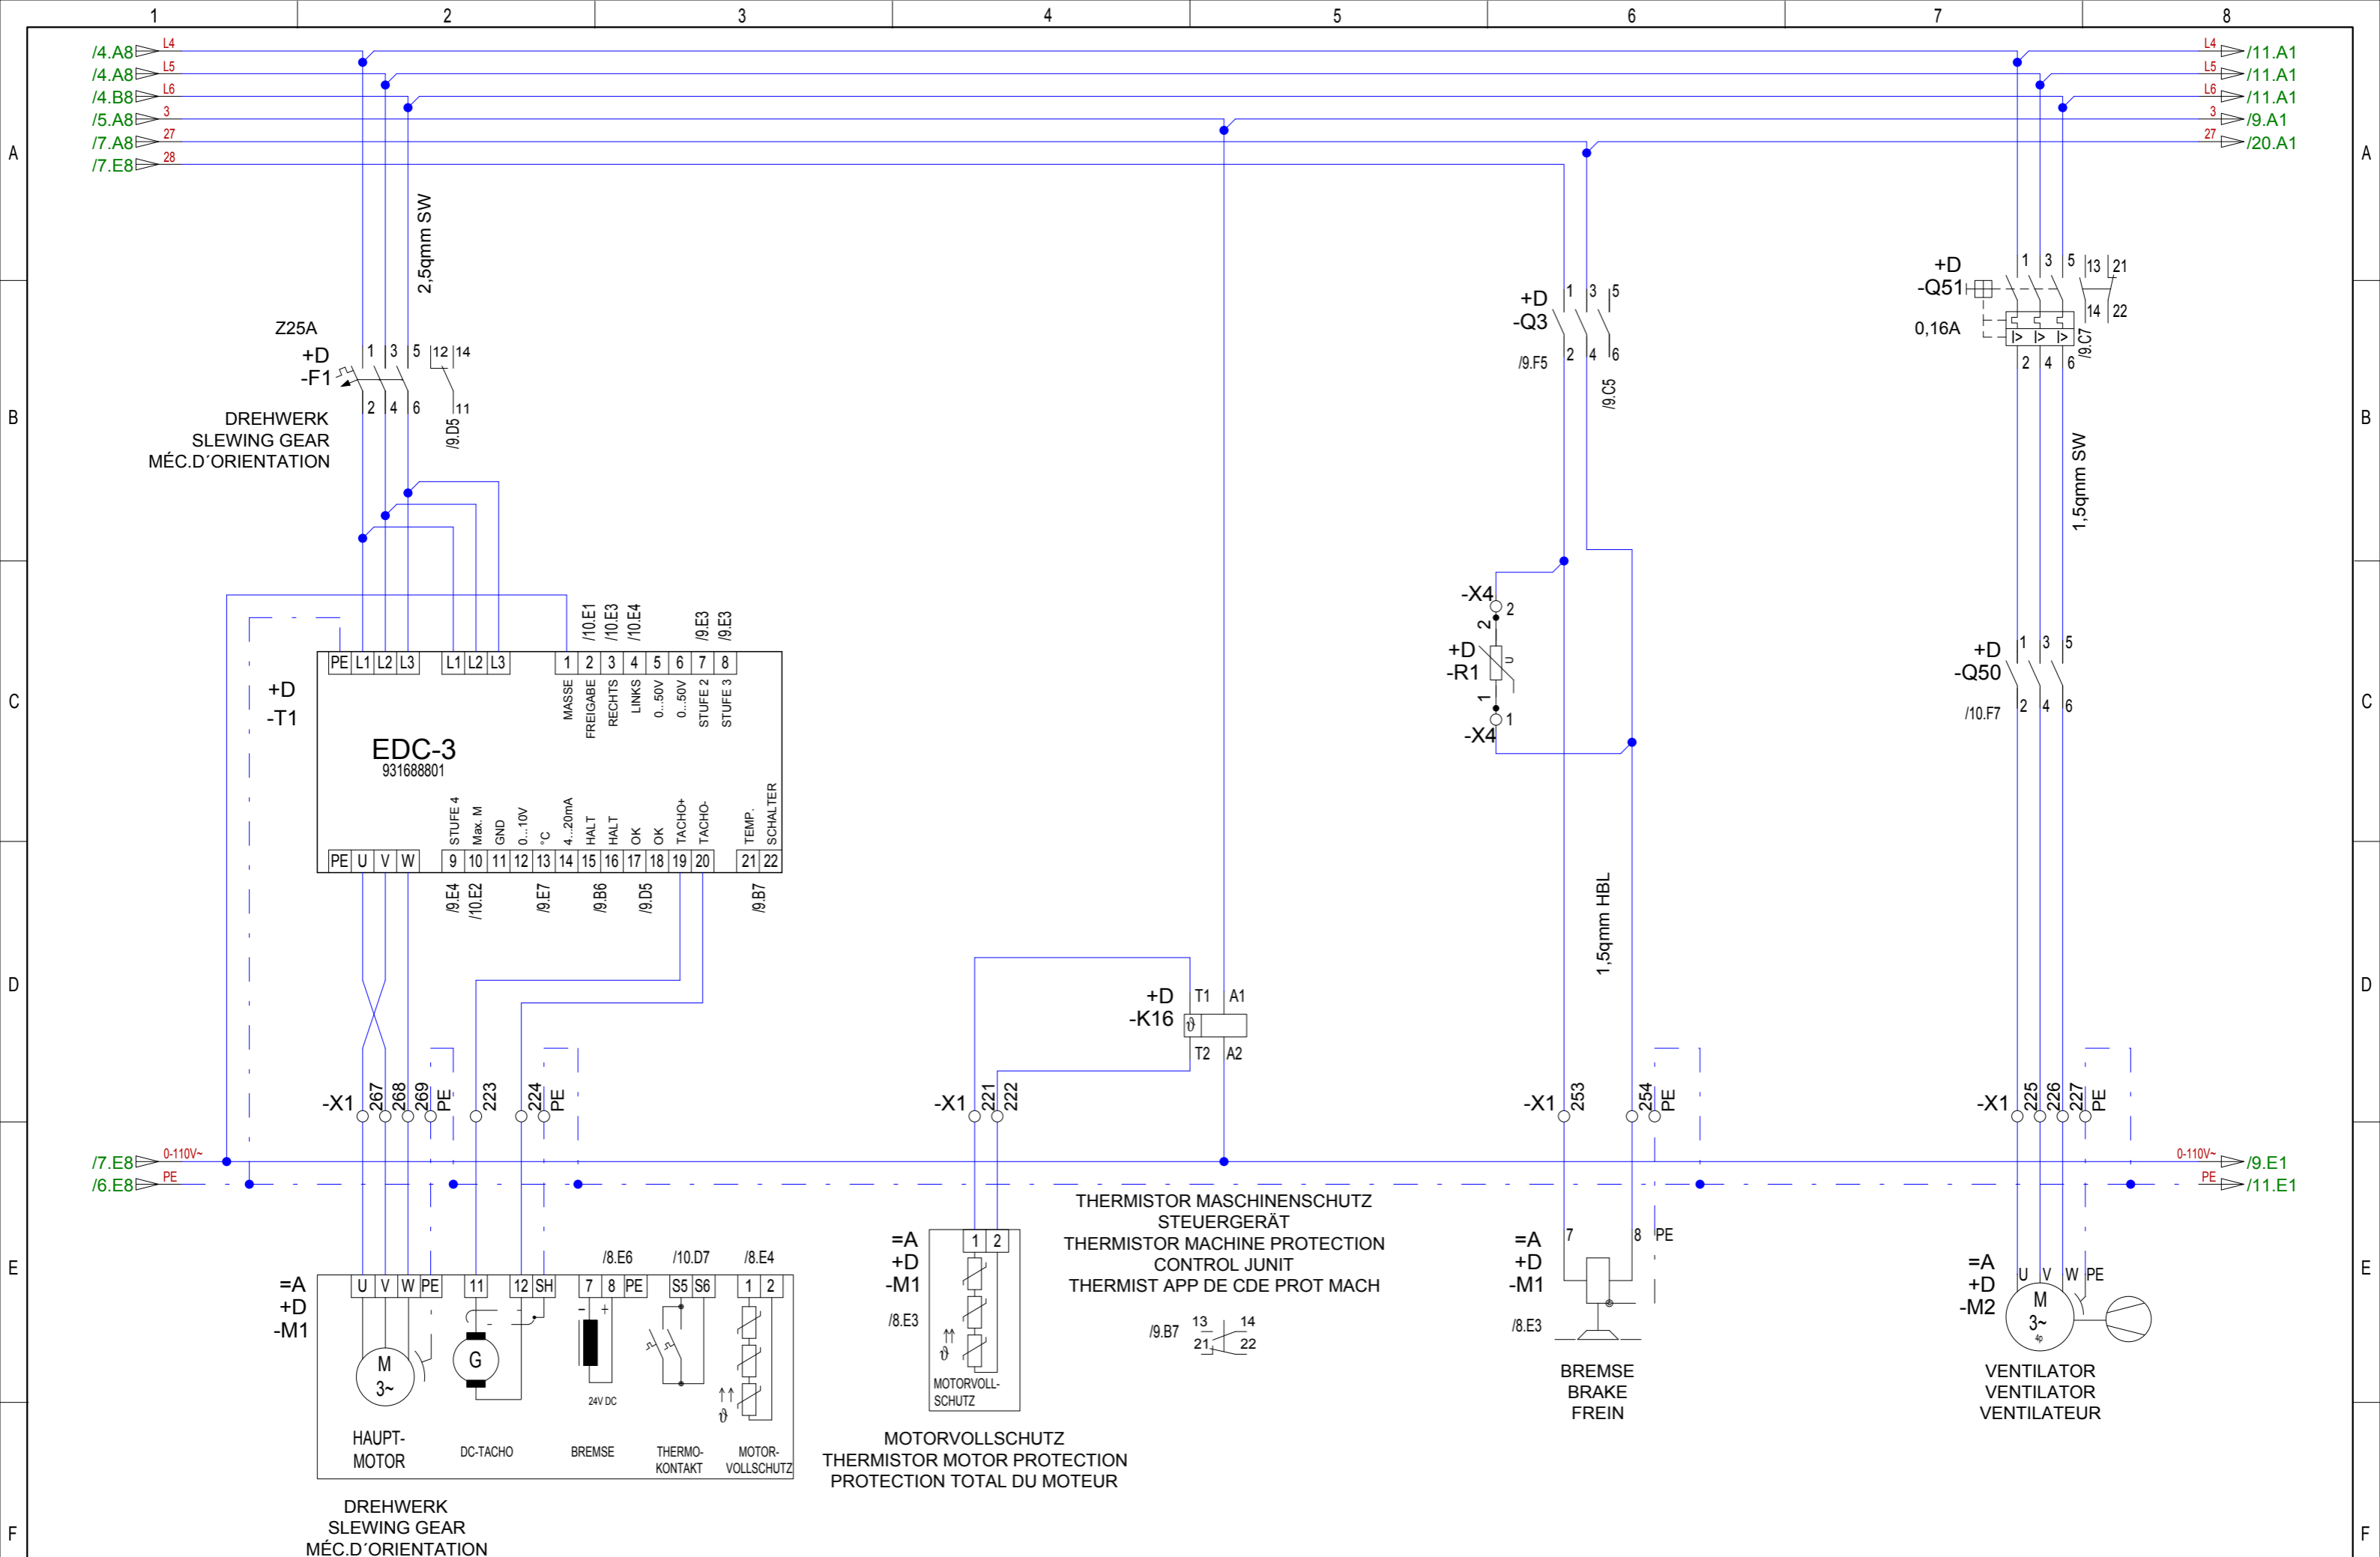 1 2 3 4 5 6 7 8
/4.A8 L4 L4 /11.A1
/4.A8 L5 L5 /11.A1
/4.B8 L6 L6 /11.A1
/5.A8 3 3 /9.A1
/7.A8 27 27 /20.A1
/7.E8 28
A A
2,5qmm SW
Z25A
+D
-F1
1 3 5 12 14
2 4 6 11
/9.D5
DREHWERK
SLEWING GEAR
MÉC.D´ORIENTATION
+D
-Q3
/9.F5
1 3 5
2 4 6
/9.C5
+D
-Q51
0,16A
1 3 5 13 21
14 22
I> I> I>
2 4 6
/9.C7
B B
1,5qmm SW
/10.E1 /10.E3 /10.E4 /9.E3 /9.E3
PE L1 L2 L3 L1 L2 L3 1 2 3 4 5 6 7 8
MASSE
FREIGABE
RECHTS
LINKS
0...50V
0...50V
STUFE 2
STUFE 3
+D
-T1
EDC-3
931688801
STUFE 4
Max. M
GND
0...10V
°C
4...20mA
HALT
HALT
OK
OK
TACHO+
TACHO-
TEMP.
SCHALTER
PE U V W 9 10 11 12 13 14 15 16 17 18 19 20 21 22
/9.E4 /10.E2 /9.E7 /9.B6 /9.D5 /9.B7
-X4
2
2
+D
-R1
U
1
1
-X4
+D
-Q50
/10.F7
1 3 5
2 4 6
C C
1,5qmm HBL
+D
-K16
T1 A1
ϑ
T2 A2
D D
-X1 267 268 269 PE 223 224 PE
-X1 221 222
-X1 253 254 PE
-X1 225 226 227 PE
/7.E8 0-110V~ 0-110V~ /9.E1
/6.E8 PE PE /11.E1
THERMISTOR MASCHINENSCHUTZ
STEUERGERÄT
THERMISTOR MACHINE PROTECTION
CONTROL JUNIT
THERMIST APP DE CDE PROT MACH
/9.B7 13 14
21 22
E E
=A
+D
-M1
/8.E6 /10.D7 /8.E4
U V W PE 11 12 SH 7 8 PE S5 S6 1 2
- +
M
3~
G
24V DC
ϑ
HAUPT-
MOTOR
DC-TACHO
BREMSE
THERMO-
KONTAKT
MOTOR-
VOLLSCHUTZ
DREHWERK
SLEWING GEAR
MÉC.D´ORIENTATION
=A
+D
-M1
/8.E3
1 2
ϑ
MOTORVOLL-
SCHUTZ
MOTORVOLLSCHUTZ
THERMISTOR MOTOR PROTECTION
PROTECTION TOTAL DU MOTEUR
=A
+D
-M1
/8.E3
7 8 PE
BREMSE
BRAKE
FREIN
=A
+D
-M2
U V W PE
M
3~
4p
VENTILATOR
VENTILATOR
VENTILATEUR
F F